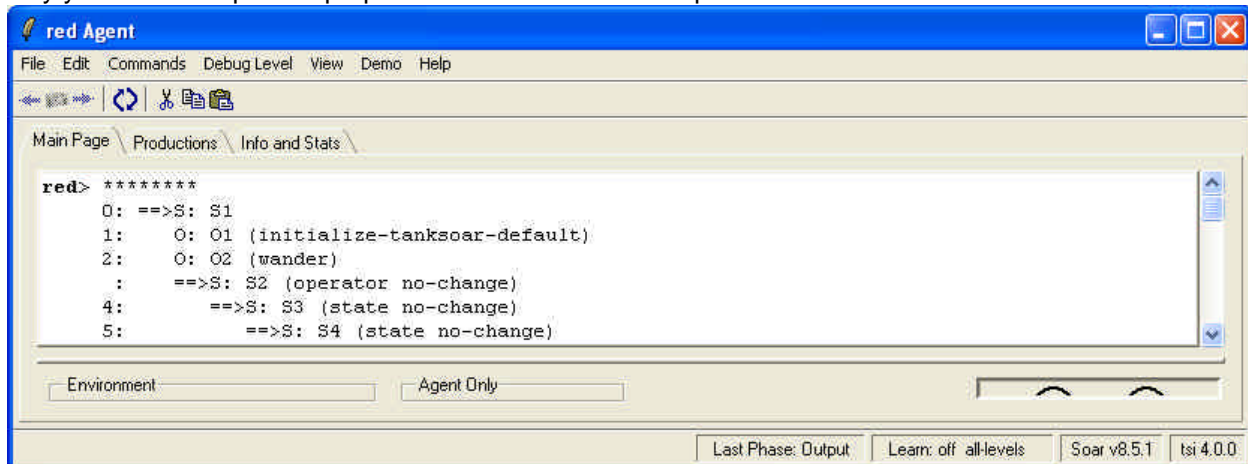 red Agent
File Edit Commands Debug Level View Demo Help
Main Page Productions Info and Stats
red> ********
0: ==>S: S1
1: O: O1 (initialize-tanksoar-default)
2: O: O2 (wander)
: ==>S: S2 (operator no-change)
4: ==>S: S3 (state no-change)
5: ==>S: S4 (state no-change)
Environment Agent Only
Last Phase: Output Learn: off all-levels Soar v8.5.1 tsi 4.0.0